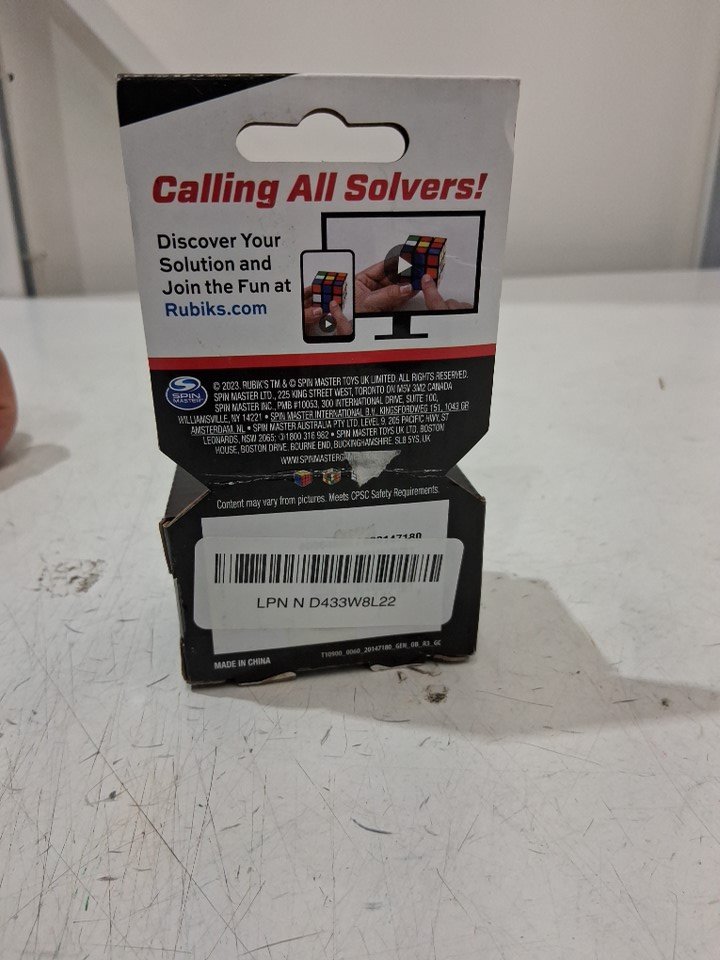 Calling All Solvers!
Discover Your
Solution and
Join the Fun at
Rubiks.com
SPIN
MASTER
© 2023. RUBIK'S TM & © SPIN MASTER TOYS UK LIMITED. ALL RIGHTS RESERVED.
SPIN MASTER LTD., 225 KING STREET WEST, TORONTO ON M5V 3M2 CANADA
SPIN MASTER INC., PMB #10053, 300 INTERNATIONAL DRIVE, SUITE 100,
WILLIAMSVILLE, NY 14221 • SPIN MASTER INTERNATIONAL B.V. KINGSFORDWEG 151, 1043 GR
AMSTERDAM, NL • SPIN MASTER AUSTRALIA PTY LTD. LEVEL 9, 205 PACIFIC HWY, ST
LEONARDS, NSW 2065; 1800 316 982 • SPIN MASTER TOYS UK LTD. BOSTON
HOUSE, BOSTON DRIVE, BOURNE END, BUCKINGHAMSHIRE, SL8 5YS, UK
Content may vary from pictures. Meets CPSC Safety Requirements.
LPN N D433W8L22
MADE IN CHINA
T10900_0060_20147180_GEN_GB_R3_GC